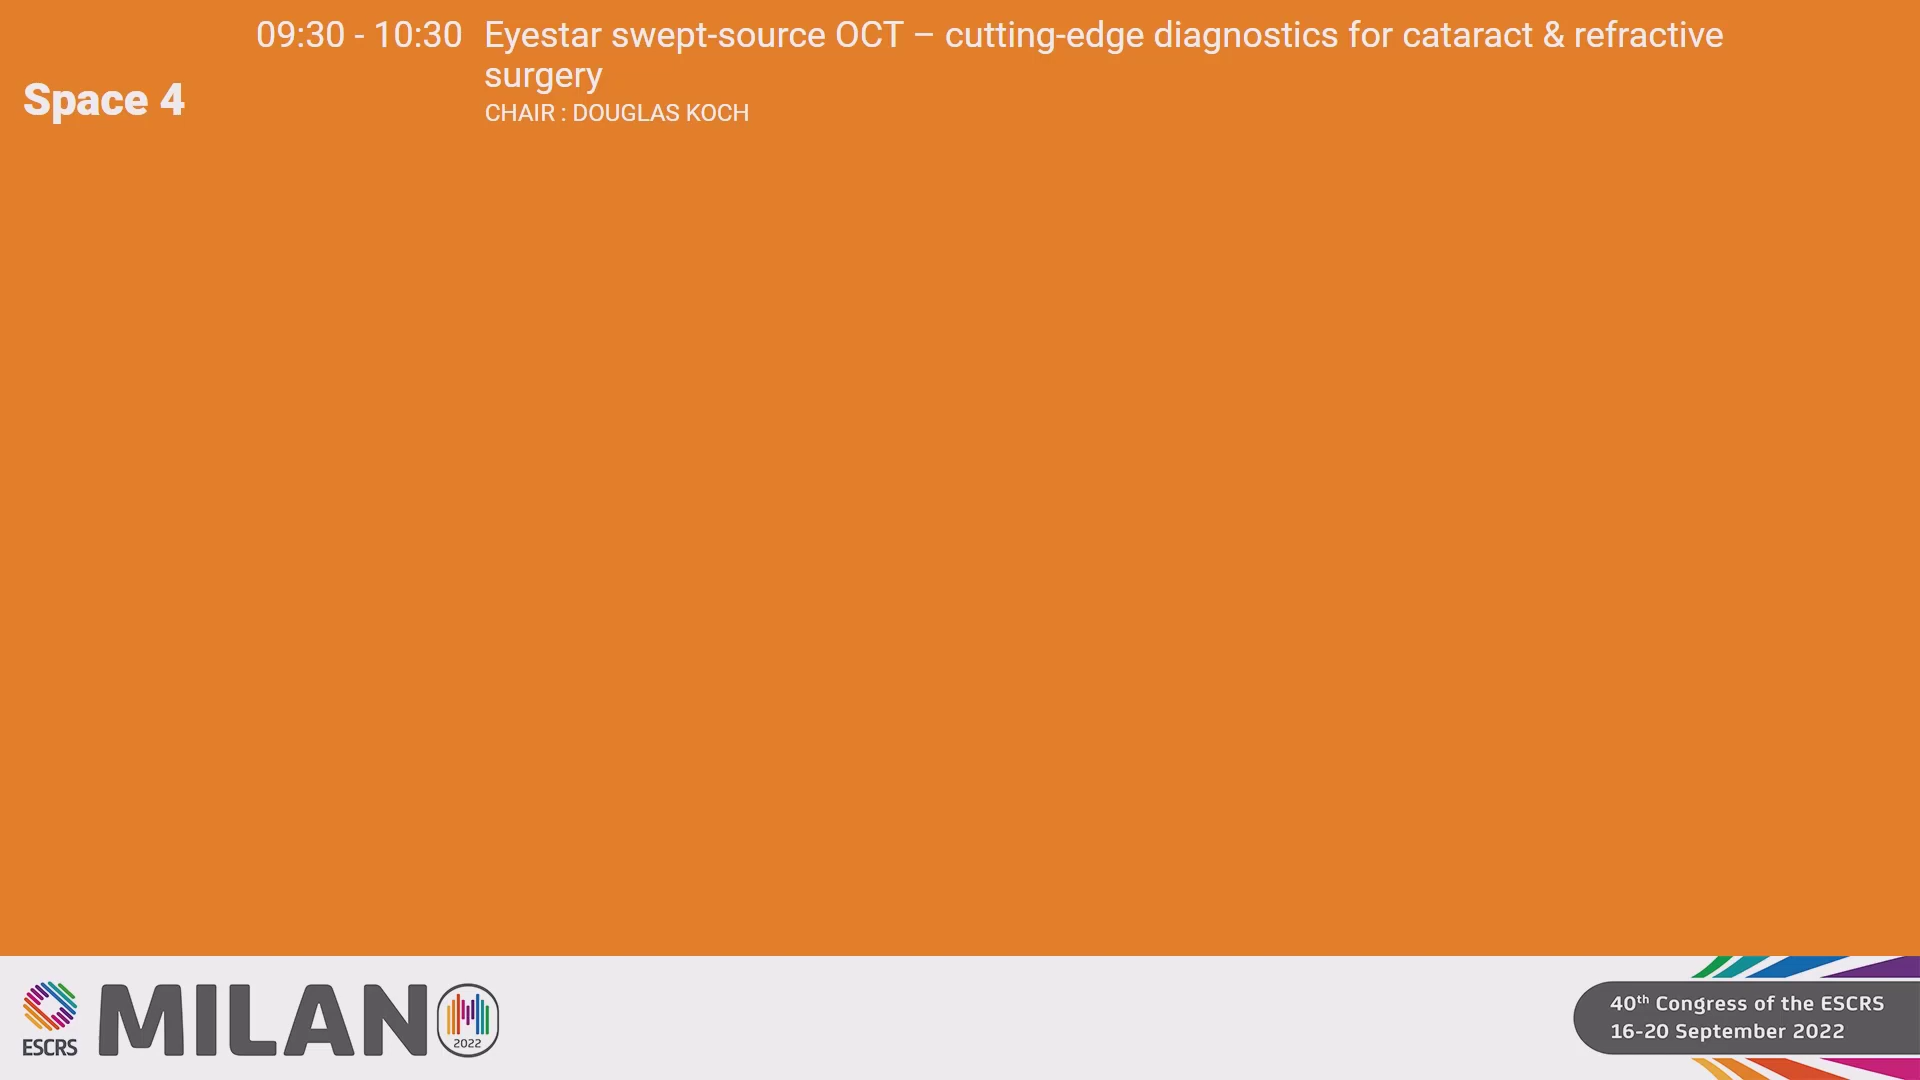 09:30 - 10:30 Eyestar swept-source OCT – cutting-edge diagnostics for cataract & refractive
surgery
Space 4
CHAIR : DOUGLAS KOCH
ESCRS
MILANO
2022
40th Congress of the ESCRS
16-20 September 2022